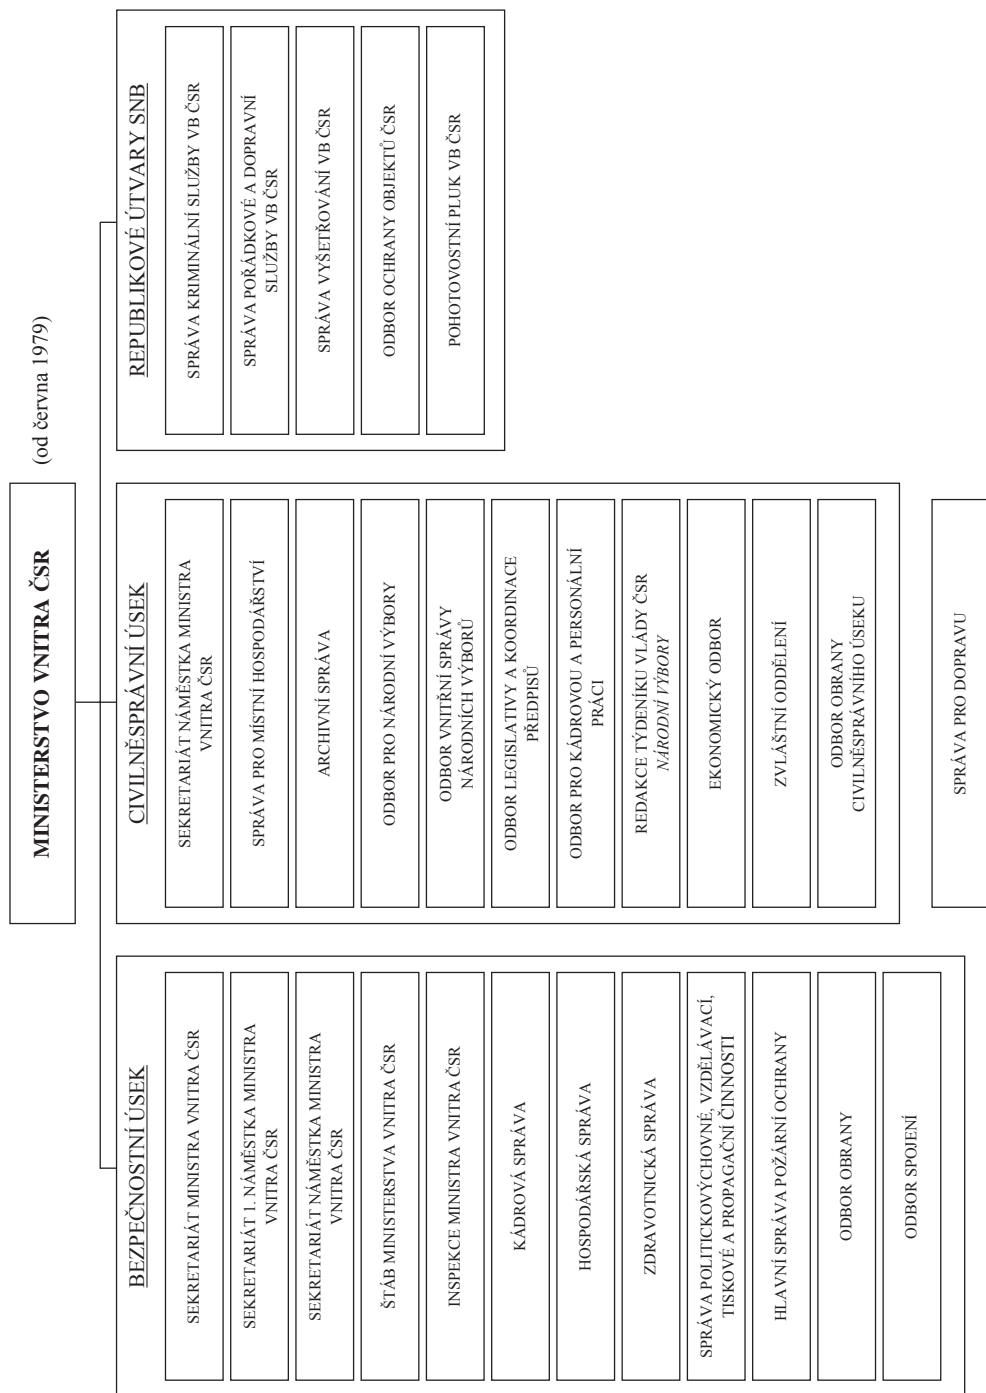 MINISTERSTVO VNITRA ČSR
(od června 1979)
BEZPEČNOSTNÍ ÚSEK
SEKRETARIÁT MINISTRA VNITRA ČSR
SEKRETARIÁT 1. NÁMĚSTKA MINISTRA
VNITRA ČSR
SEKRETARIÁT NÁMĚSTKA MINISTRA
VNITRA ČSR
ŠTÁB MINISTERSTVA VNITRA ČSR
INSPEKCE MINISTRA VNITRA ČSR
KÁDROVÁ SPRÁVA
HOSPODÁŘSKÁ SPRÁVA
ZDRAVOTNICKÁ SPRÁVA
SPRÁVA POLITICKOVÝCHOVNÉ, VZDĚLÁVACÍ,
TISKOVÉ A PROPAGAČNÍ ČINNOSTI
HLAVNÍ SPRÁVA POŽÁRNÍ OCHRANY
ODBOR OBRANY
ODBOR SPOJENÍ
CIVILNĚSPRÁVNÍ ÚSEK
SEKRETARIÁT NÁMĚSTKA MINISTRA
VNITRA ČSR
SPRÁVA PRO MÍSTNÍ HOSPODÁŘSTVÍ
ARCHIVNÍ SPRÁVA
ODBOR PRO NÁRODNÍ VÝBORY
ODBOR VNITŘNÍ SPRÁVY
NÁRODNÍCH VÝBORŮ
ODBOR LEGISLATIVY A KOORDINACE
PŘEDPISŮ
ODBOR PRO KÁDROVOU A PERSONÁLNÍ
PRÁCI
REDAKCE TÝDENÍKU VLÁDY ČSR
NÁRODNÍ VÝBORY
EKONOMICKÝ ODBOR
ZVLÁŠTNÍ ODDĚLENÍ
ODBOR OBRANY
CIVILNĚSPRÁVNÍHO ÚSEKU
SPRÁVA PRO DOPRAVU
REPUBLIKOVÉ ÚTVARY SNB
SPRÁVA KRIMINÁLNÍ SLUŽBY VB ČSR
SPRÁVA POŘÁDKOVÉ A DOPRAVNÍ
SLUŽBY VB ČSR
SPRÁVA VYŠETŘOVÁNÍ VB ČSR
ODBOR OCHRANY OBJEKTŮ ČSR
POHOTOVOSTNÍ PLUK VB ČSR